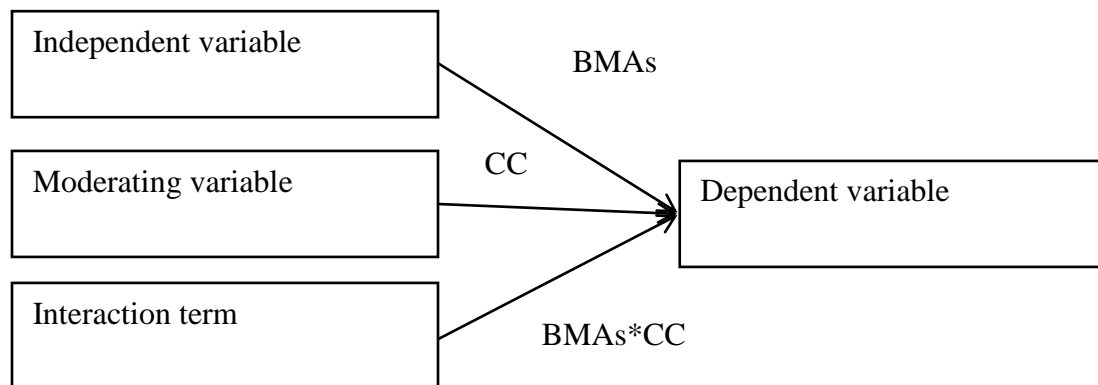 Independent variable
BMAs
CC
Moderating variable
Dependent variable
Interaction term
BMAs*CC